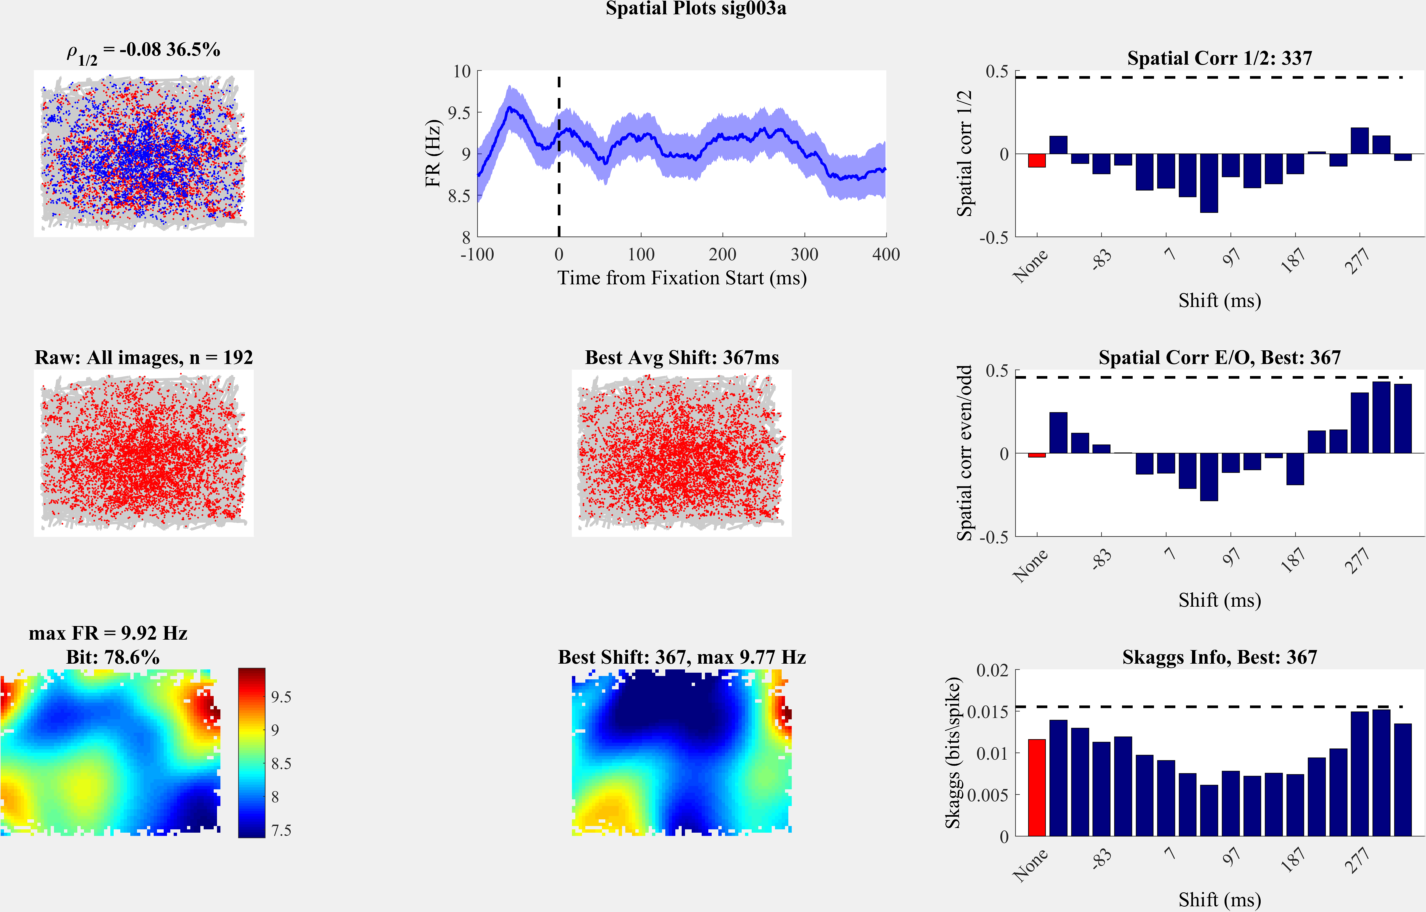 Spatial Plots sig003a
ρ1/2 = -0.08 36.5%
10
9.5
9
8.5
8
FR (Hz)
-100
0
100
200
300
400
Time from Fixation Start (ms)
Spatial Corr 1/2: 337
0.5
0
-0.5
Spatial corr 1/2
None
-83
7
97
187
277
Shift (ms)
Raw: All images, n = 192
Best Avg Shift: 367ms
Spatial Corr E/O, Best: 367
0.5
0
-0.5
Spatial corr even/odd
None
-83
7
97
187
277
Shift (ms)
max FR = 9.92 Hz
Bit: 78.6%
9.5
9
8.5
8
7.5
Best Shift: 367, max 9.77 Hz
Skaggs Info, Best: 367
0.02
0.015
0.01
0.005
0
Skaggs (bits\spike)
None
-83
7
97
187
277
Shift (ms)